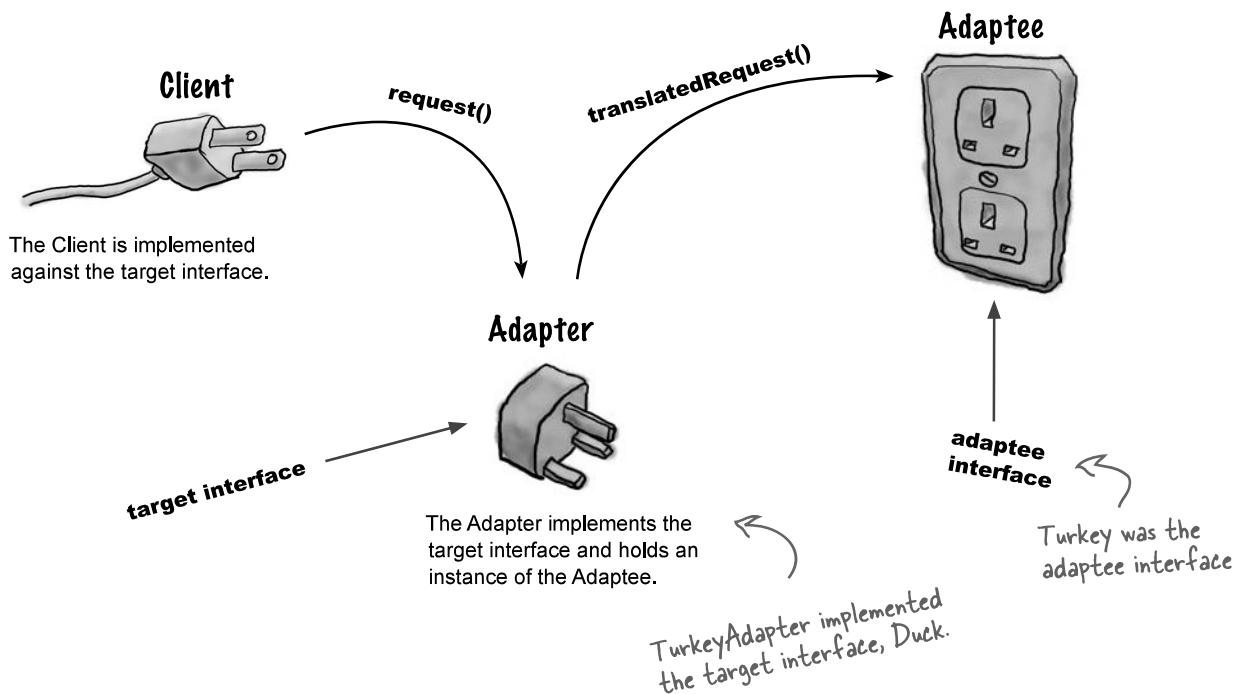 Client
request()
translatedRequest()
Adaptee
The Client is implemented
against the target interface.
Adapter
target interface
The Adapter implements the
target interface and holds an
instance of the Adaptee.
TurkeyAdapter implemented
the target interface, Duck.
adaptee
interface
Turkey was the
adaptee interface